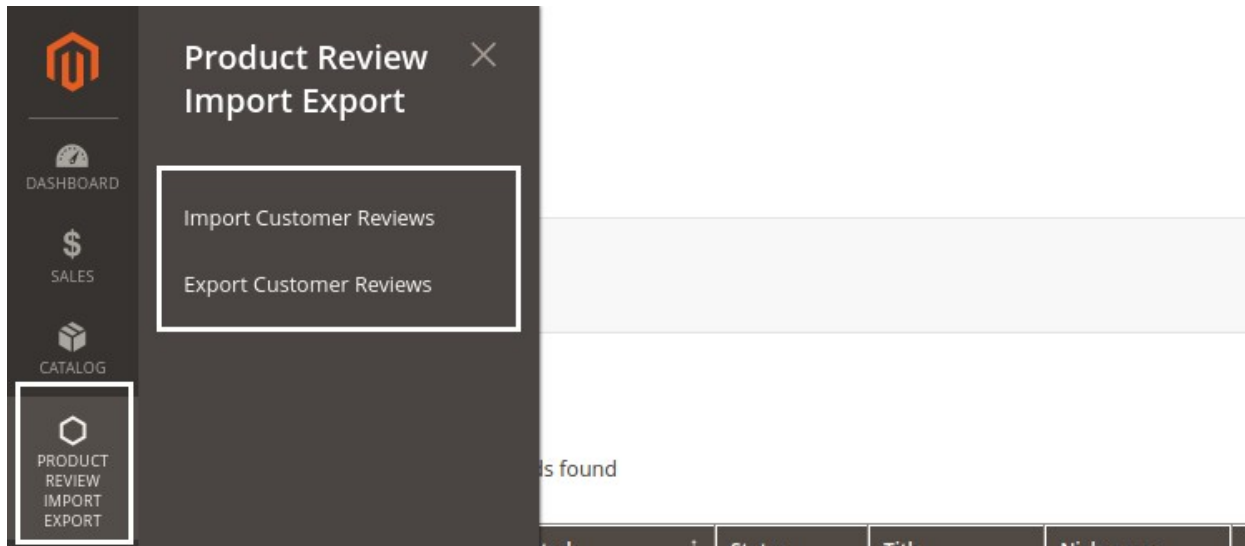 Product Review
Import Export
DASHBOARD
Import Customer Reviews
$
SALES
Export Customer Reviews
CATALOG
PRODUCT
REVIEW
IMPORT
EXPORT
found